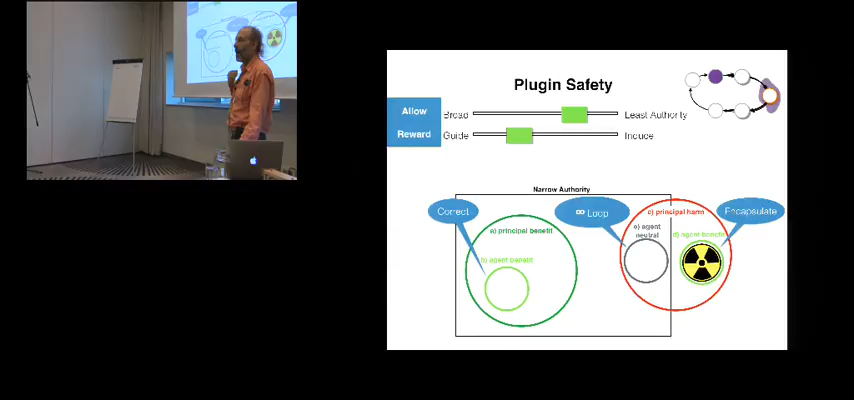 Plugin Safety
Allow
Broad
Least Authority
Reward
Guide
Induce
Narrow Authority
Correct
∞ Loop
c) principal harm
Encapsulate
a) principal benefit
e) agent
neutral
d) agent benefit
b) agent benefit